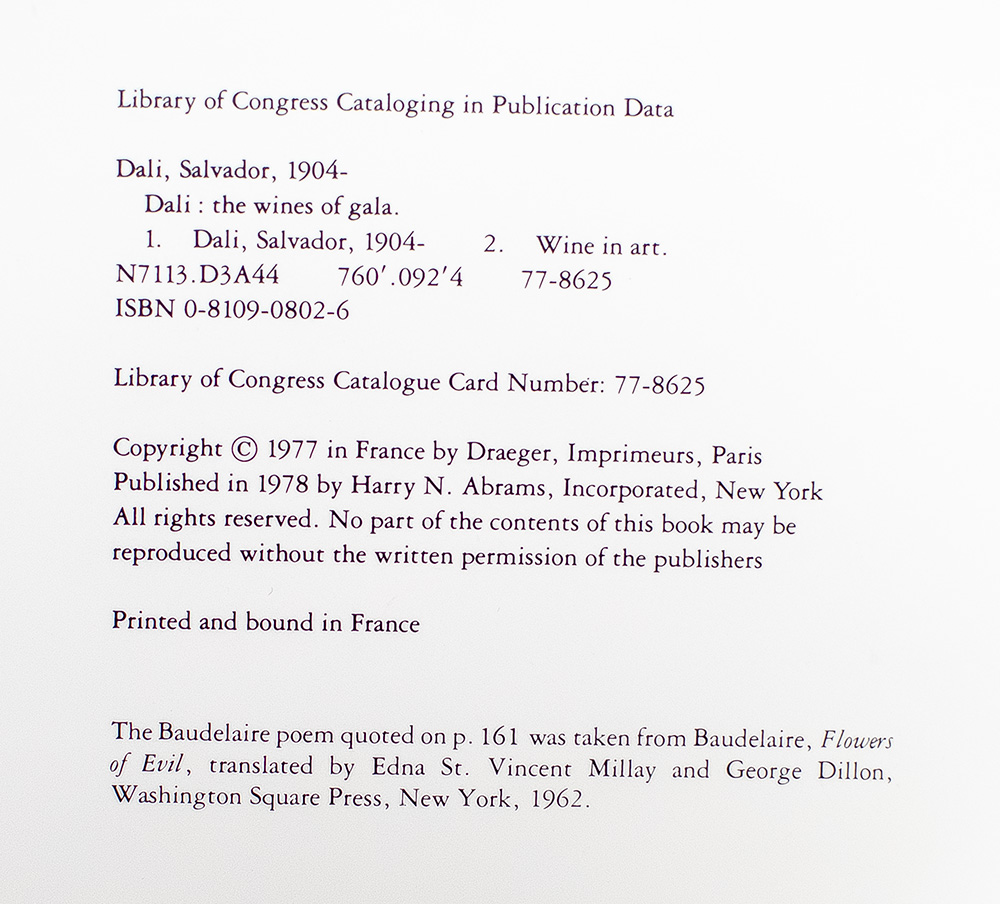 Library of Congress Cataloging in Publication Data
Dali, Salvador, 1904-
Dali : the wines of gala.
1. Dali, Salvador, 1904- 2. Wine in art.
N7113.D3A44 760'.092'4 77-8625
ISBN 0-8109-0802-6
Library of Congress Catalogue Card Number: 77-8625
Copyright © 1977 in France by Draeger, Imprimeurs, Paris
Published in 1978 by Harry N. Abrams, Incorporated, New York
All rights reserved. No part of the contents of this book may be
reproduced without the written permission of the publishers
Printed and bound in France
The Baudelaire poem quoted on p. 161 was taken from Baudelaire, Flowers
of Evil, translated by Edna St. Vincent Millay and George Dillon,
Washington Square Press, New York, 1962.